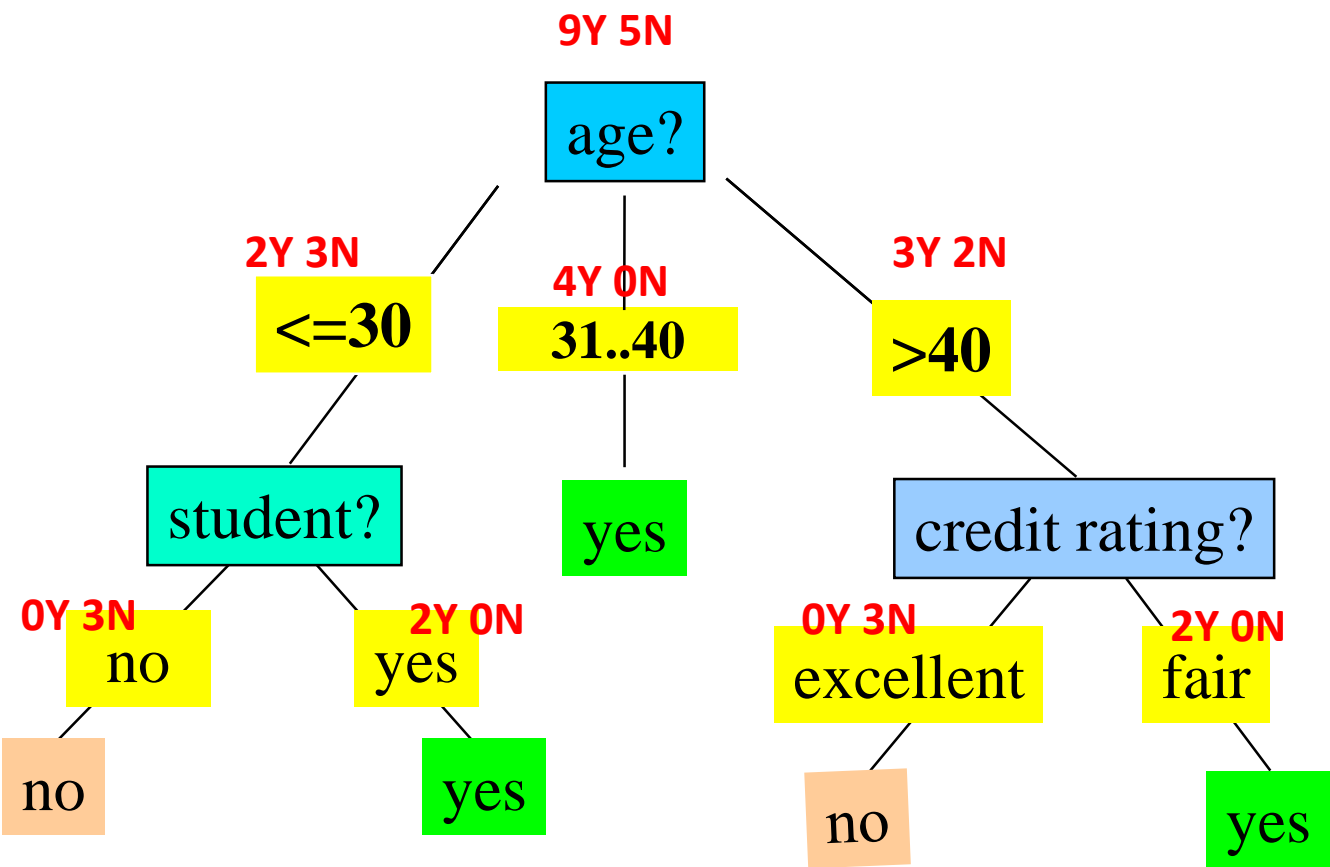 9Y 5N
age?
2Y 3N
4Y 0N
3Y 2N
<=30
31..40
>40
student?
yes
credit rating?
0Y 3N
2Y 0N
0Y 3N
2Y 0N
no
yes
excellent
fair
no
yes
no
yes